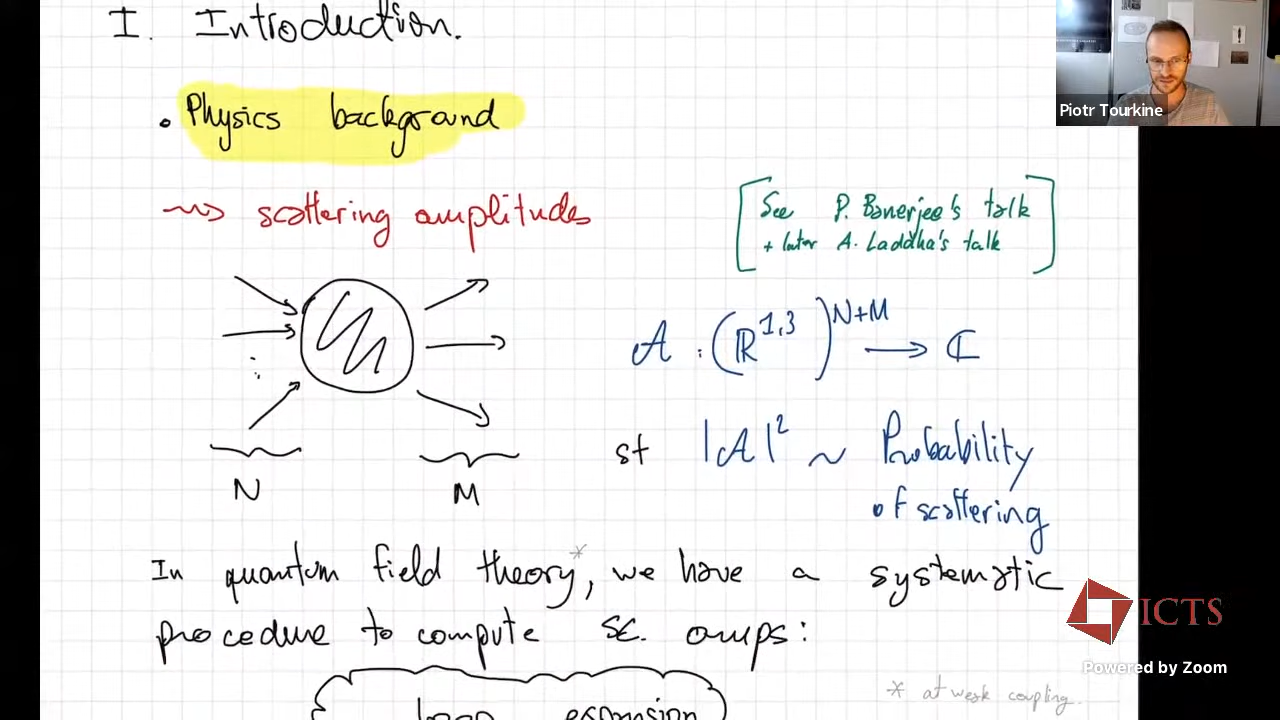 I. Introduction.
Piotr Tourkine
• Physics background
⇝ scattering amplitudes
[See P. Banerjee's talk
+ later A. Laddha's talk]
𝒜 : (ℝ^{1,3})^{N+M} ⟶ ℂ
st |𝒜|² ~ Probability
of scattering
N
M
In quantum field theory*, we have a systematic
procedure to compute sc. amps:
ICTS
Powered by Zoom
* at weak coupling.
loop expansion